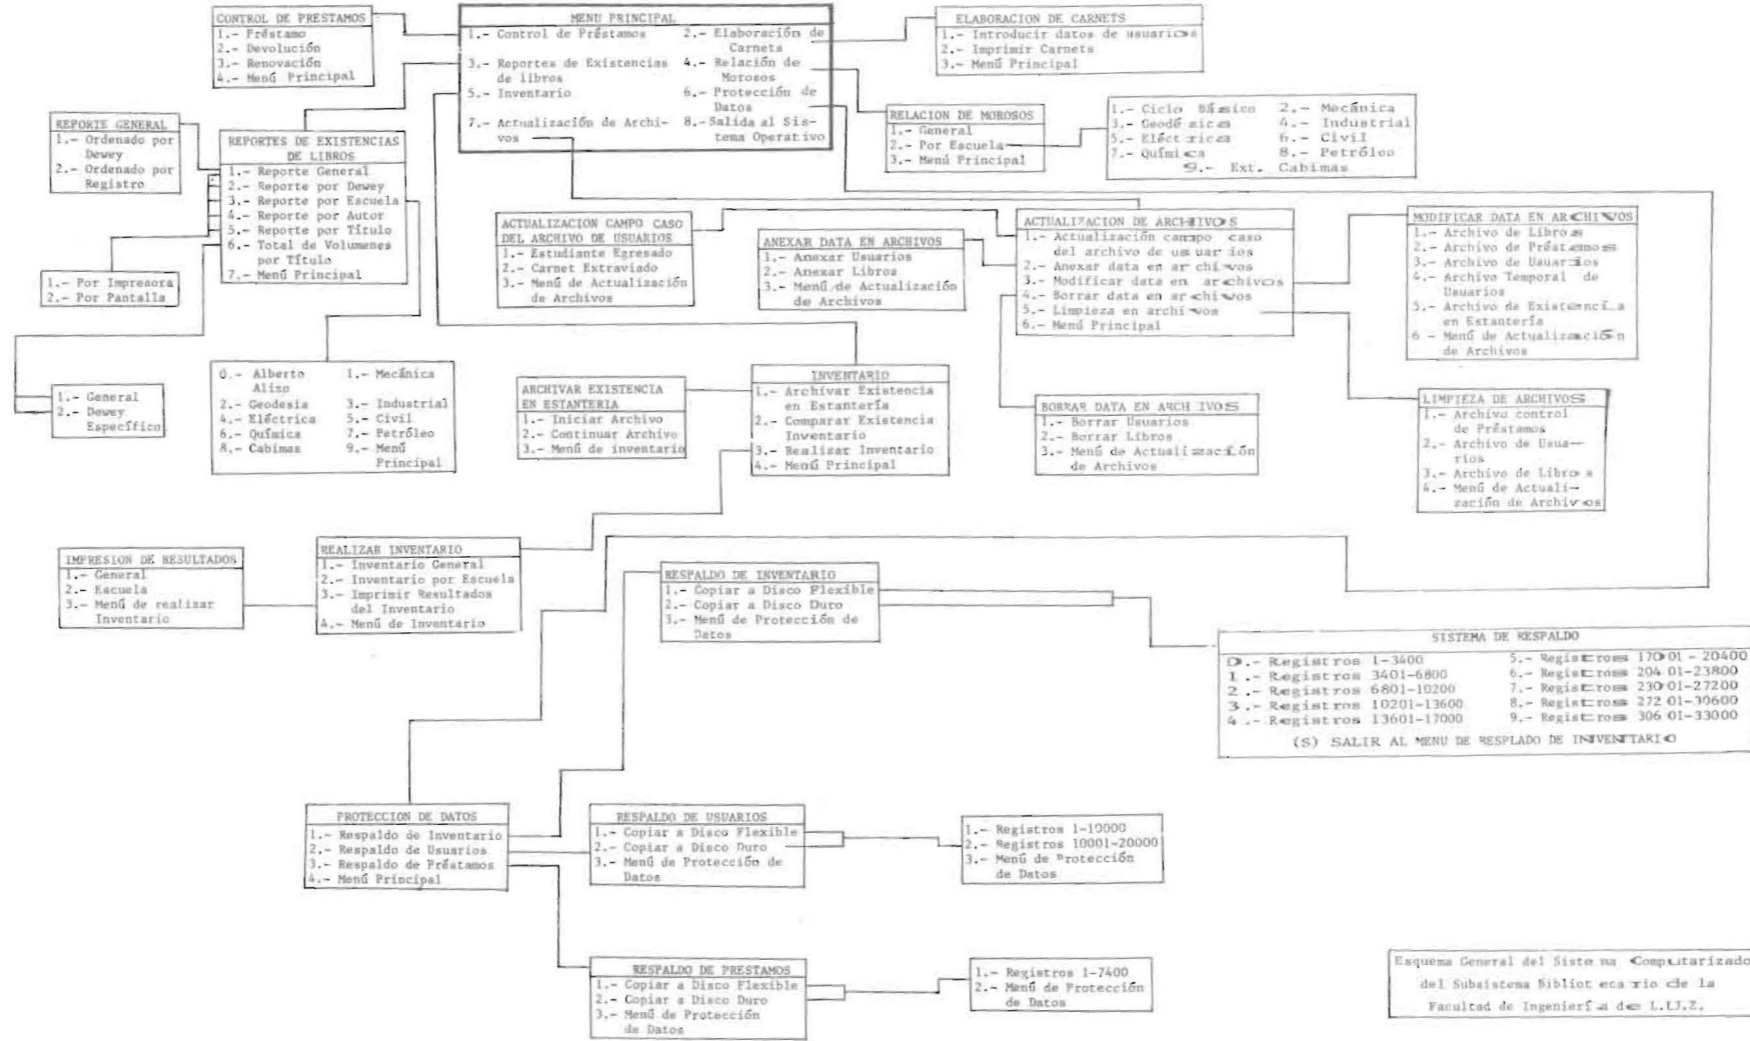 CONTROL DE PRESTAMOS
1.- Préstamo
2.- Devolución
3.- Renovación
4.- Menú Principal
MENU PRINCIPAL
1.- Control de Préstamos
2.- Elaboración de
Carnets
3.- Reportes de Existencias
de libros
4.- Relación de
Morosos
5.- Inventario
6.- Protección de
Datos
7.- Actualización de Archi-
vos
8.- Salida al Sis-
tema Operativo
ELABORACION DE CARNETS
1.- Introducir datos de usuarios
2.- Imprimir Carnets
3.- Menú Principal
RELACION DE MOROSOS
1.- General
2.- Por Escuela
3.- Menú Principal
1.- Ciclo Básico
2.- Mecánica
3.- Geodésica
4.- Industrial
5.- Eléctrica
6.- Civil
7.- Química
8.- Petróleo
9.- Ext. Cabimas
REPORTE GENERAL
1.- Ordenado por
Dewey
2.- Ordenado por
Registro
REPORTES DE EXISTENCIAS
DE LIBROS
1.- Reporte General
2.- Reporte por Dewey
3.- Reporte por Escuela
4.- Reporte por Autor
5.- Reporte por Título
6.- Total de Volumenes
por Título
7.- Menú Principal
1.- Por Impresora
2.- Por Pantalla
1.- General
2.- Dewey
Específico
0.- Alberto
Alizo
1.- Mecánica
2.- Geodesia
3.- Industrial
4.- Eléctrica
5.- Civil
6.- Química
7.- Petróleo
8.- Cabimas
9.- Menú
Principal
ACTUALIZACION CAMPO CASO
DEL ARCHIVO DE USUARIOS
1.- Estudiante Egresado
2.- Carnet Extraviado
3.- Menú de Actualización
de Archivos
ANEXAR DATA EN ARCHIVOS
1.- Anexar Usuarios
2.- Anexar Libros
3.- Menú de Actualización
de Archivos
ACTUALIZACION DE ARCHIVOS
1.- Actualización campo caso
del archivo de usuarios
2.- Anexar data en archivos
3.- Modificar data en archivos
4.- Borrar data en archivos
5.- Limpieza en archivos
6.- Menú Principal
MODIFICAR DATA EN ARCHIVOS
1.- Archivo de Libros
2.- Archivo de Préstamos
3.- Archivo de Usuarios
4.- Archivo Temporal de
Usuarios
5.- Archivo de Existencia
en Estantería
6 - Menú de Actualización
de Archivos
ARCHIVAR EXISTENCIA
EN ESTANTERIA
1.- Iniciar Archivo
2.- Continuar Archivo
3.- Menú de inventario
INVENTARIO
1.- Archivar Existencia
en Estantería
2.- Comparar Existencia
Inventario
3.- Realizar Inventario
4.- Menú Principal
BORRAR DATA EN ARCHIVOS
1.- Borrar Usuarios
2.- Borrar Libros
3.- Menú de Actualización
de Archivos
LIMPIEZA DE ARCHIVOS
1.- Archivo control
de Préstamos
2.- Archivo de Usua-
rios
3.- Archivo de Libros
4.- Menú de Actuali-
zación de Archivos
IMPRESION DE RESULTADOS
1.- General
2.- Escuela
3.- Menú de realizar
Inventario
REALIZAR INVENTARIO
1.- Inventario General
2.- Inventario por Escuela
3.- Imprimir Resultados
del Inventario
4.- Menú de Inventario
RESPALDO DE INVENTARIO
1.- Copiar a Disco Flexible
2.- Copiar a Disco Duro
3.- Menú de Protección de
Datos
SISTEMA DE RESPALDO
0.- Registros 1-3400
5.- Registros 17001 - 20400
1.- Registros 3401-6800
6.- Registros 20401-23800
2.- Registros 6801-10200
7.- Registros 23001-27200
3.- Registros 10201-13600
8.- Registros 27201-30600
4.- Registros 13601-17000
9.- Registros 30601-33000
(S) SALIR AL MENU DE RESPLADO DE INVENTARIO
PROTECCION DE DATOS
1.- Respaldo de Inventario
2.- Respaldo de Usuarios
3.- Respaldo de Préstamos
4.- Menú Principal
RESPALDO DE USUARIOS
1.- Copiar a Disco Flexible
2.- Copiar a Disco Duro
3.- Menú de Protección de
Datos
1.- Registros 1-10000
2.- Registros 10001-20000
3.- Menú de Protección
de Datos
RESPALDO DE PRESTAMOS
1.- Copiar a Disco Flexible
2.- Copiar a Disco Duro
3.- Menú de Protección
de Datos
1.- Registros 1-7400
2.- Menú de Protección
de Datos
Esquema General del Sistema Computarizado
del Subsistema Bibliotecario de la
Facultad de Ingeniería de L.U.Z.